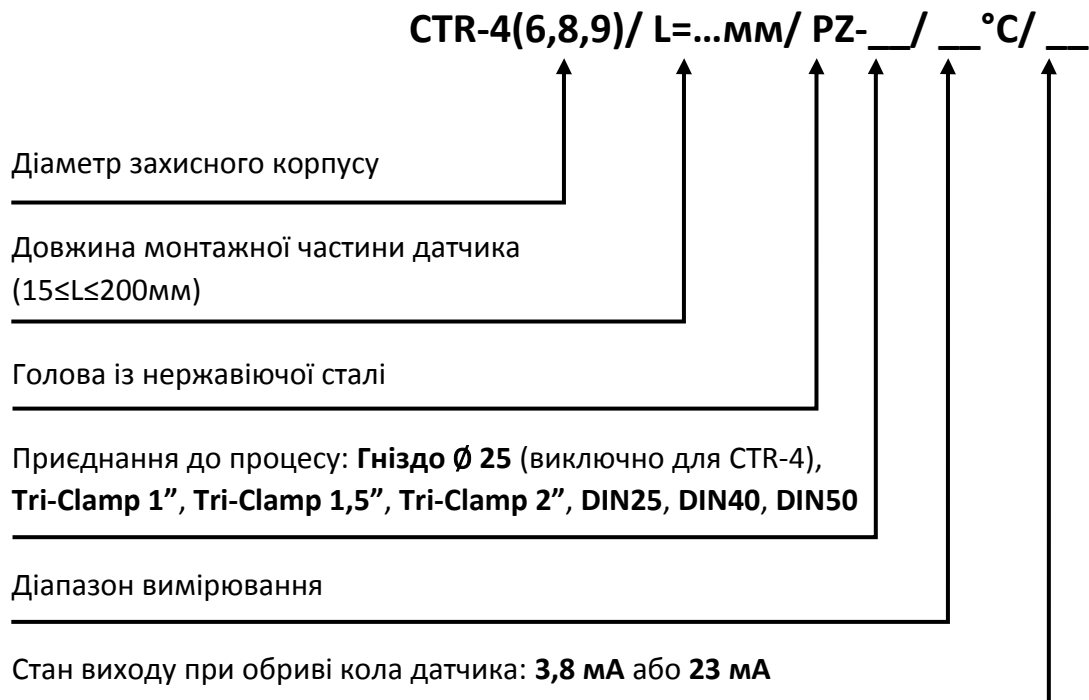 CTR-4(6,8,9)/ L=…мм/ PZ-__/ __°C/ __
Діаметр захисного корпусу
Довжина монтажної частини датчика
(15≤L≤200мм)
Голова із нержавіючої сталі
Приєднання до процесу: Гніздо Ø 25 (виключно для CTR-4),
Tri-Clamp 1”, Tri-Clamp 1,5”, Tri-Clamp 2”, DIN25, DIN40, DIN50
Діапазон вимірювання
Стан виходу при обриві кола датчика: 3,8 мА або 23 мА